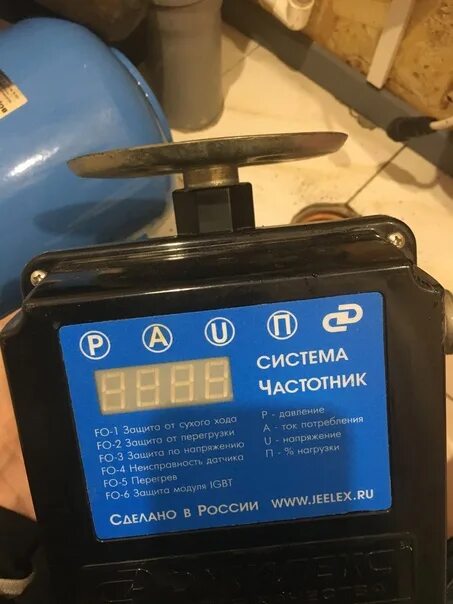 Р А U П
СИСТЕМА
ЧАСТОТНИК
FO-1 Защита от сухого хода
FO-2 Защита от перегрузки
FO-3 Защита по напряжению
FO-4 Неисправность датчика
FO-5 Перегрев
FO-6 Защита модуля IGBT
Р - давление
А - ток потребления
U - напряжение
П - % нагрузки
СДЕЛАНО В РОССИИ WWW.JEELEX.RU